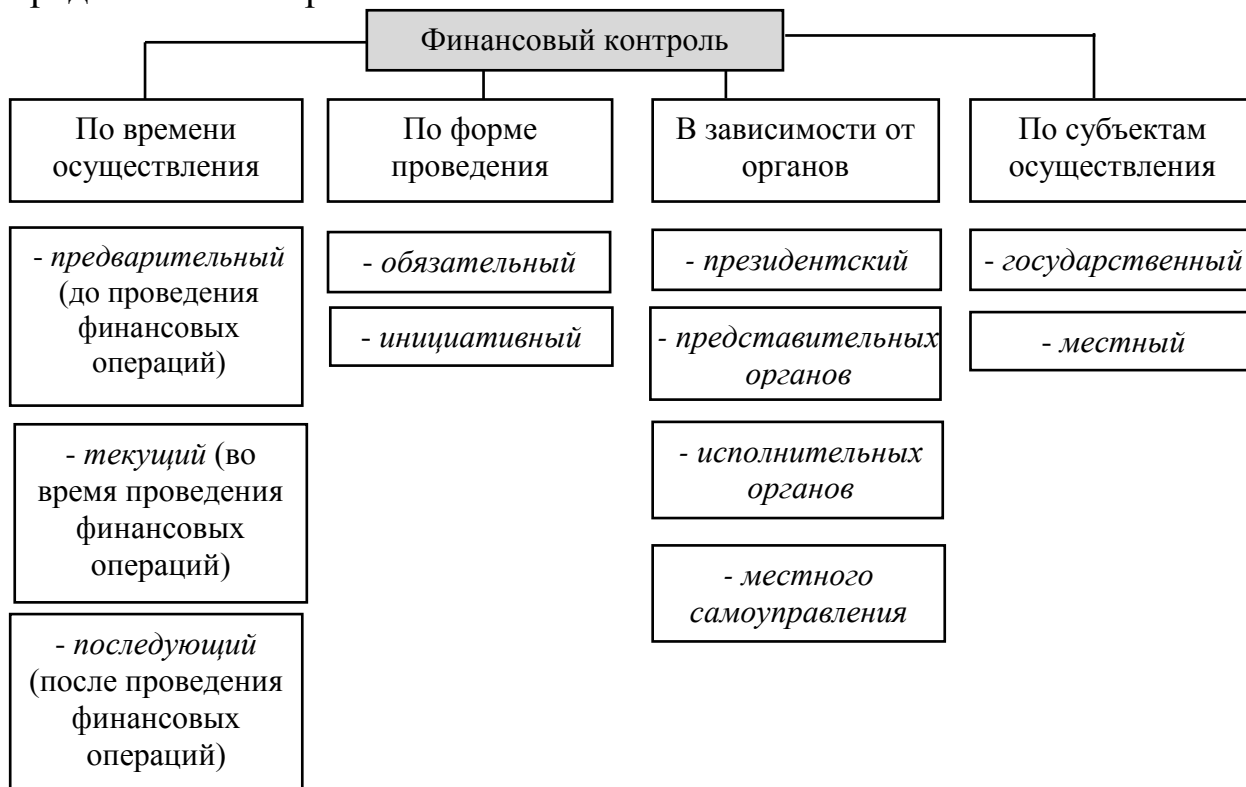 Финансовый контроль
По времени
осуществления
По форме
проведения
В зависимости от
органов
По субъектам
осуществления
- предварительный
(до проведения
финансовых
операций)
- текущий (во
время проведения
финансовых
операций)
- последующий
(после проведения
финансовых
операций)
- обязательный
- инициативный
- президентский
- представительных
органов
- исполнительных
органов
- местного
самоуправления
- государственный
- местный